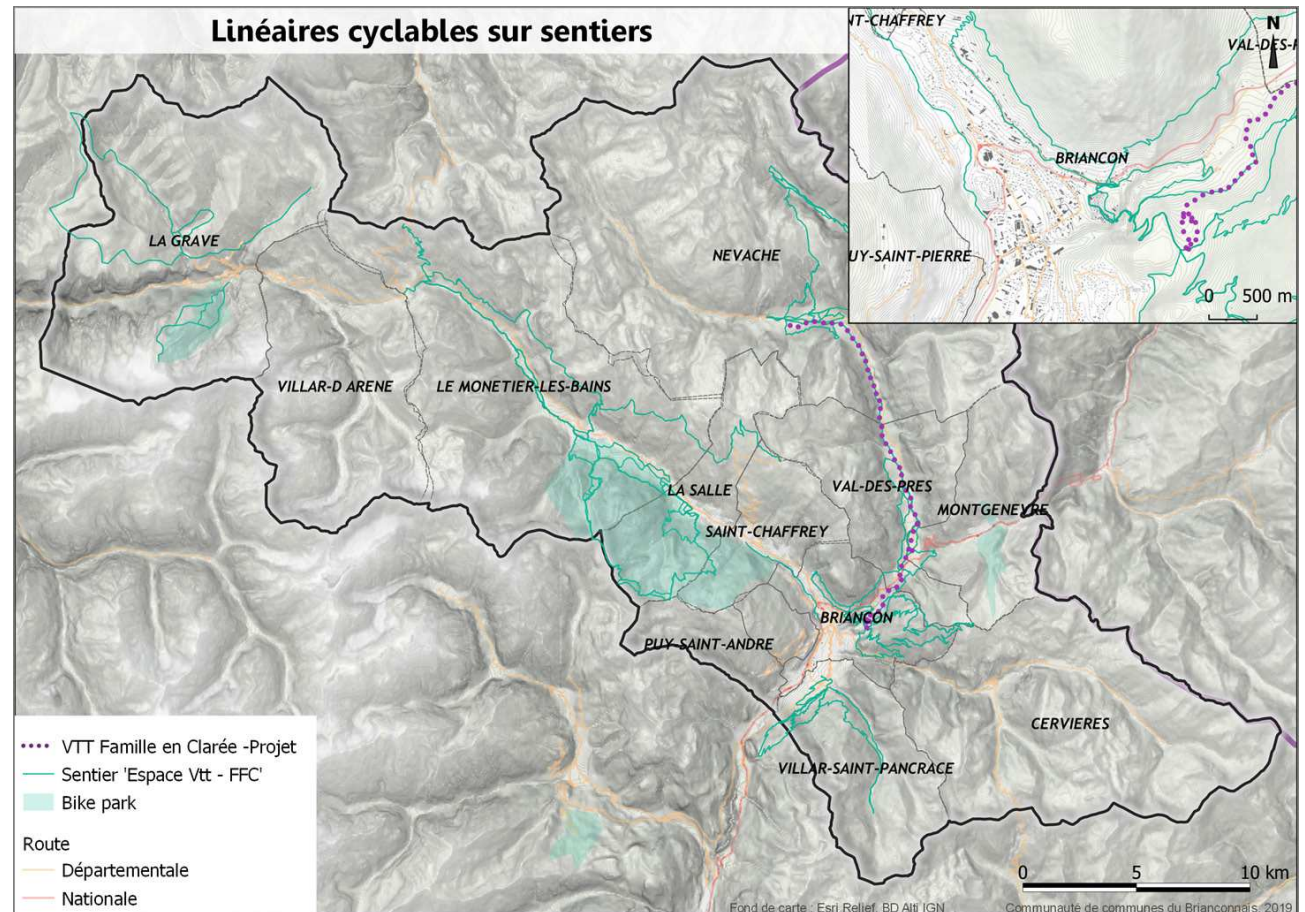 Linéaires cyclables sur sentiers
NT-CHAFFREY
N
VAL-DES-P
BRIANCON
UY-SAINT-PIERRE
0 500 m
LA GRAVE
NEVACHE
VILLAR-D ARENE
LE MONETIER-LES-BAINS
LA SALLE
VAL-DES-PRES
MONTGENEVRE
SAINT-CHAFFREY
BRIANCON
PUY-SAINT-ANDRE
CERVIERES
VILLAR-SAINT-PANCRACE
VTT Famille en Clarée -Projet
Sentier 'Espace Vtt - FFC'
Bike park
Route
Départementale
Nationale
0 5 10 km
Fond de carte : Esri Relief, BD Alti IGN
Communauté de communes du Briançonnais, 2019